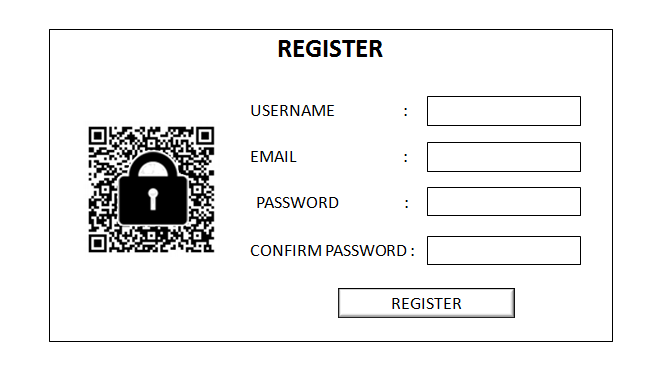 REGISTER
USERNAME :
EMAIL :
PASSWORD :
CONFIRM PASSWORD :
REGISTER